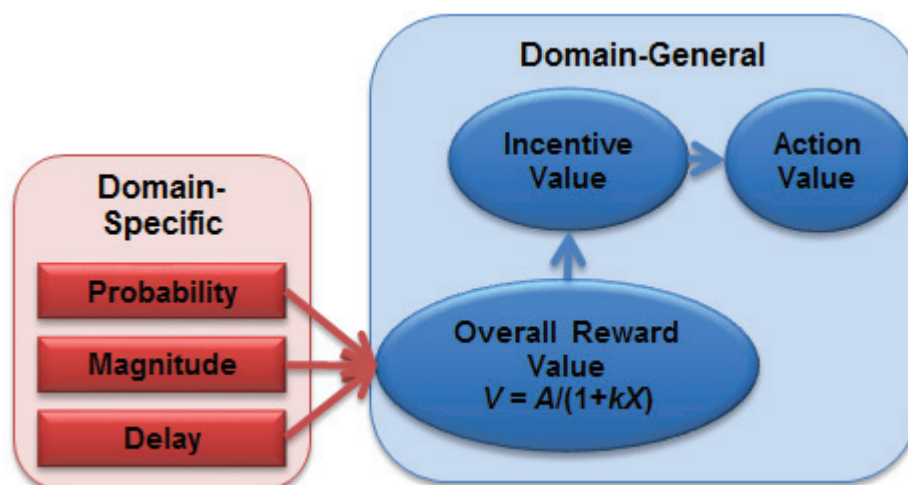 Domain-General
Incentive
Value
Action
Value
Domain-
Specific
Probability
Magnitude
Delay
Overall Reward
Value
V = A/(1+kX)